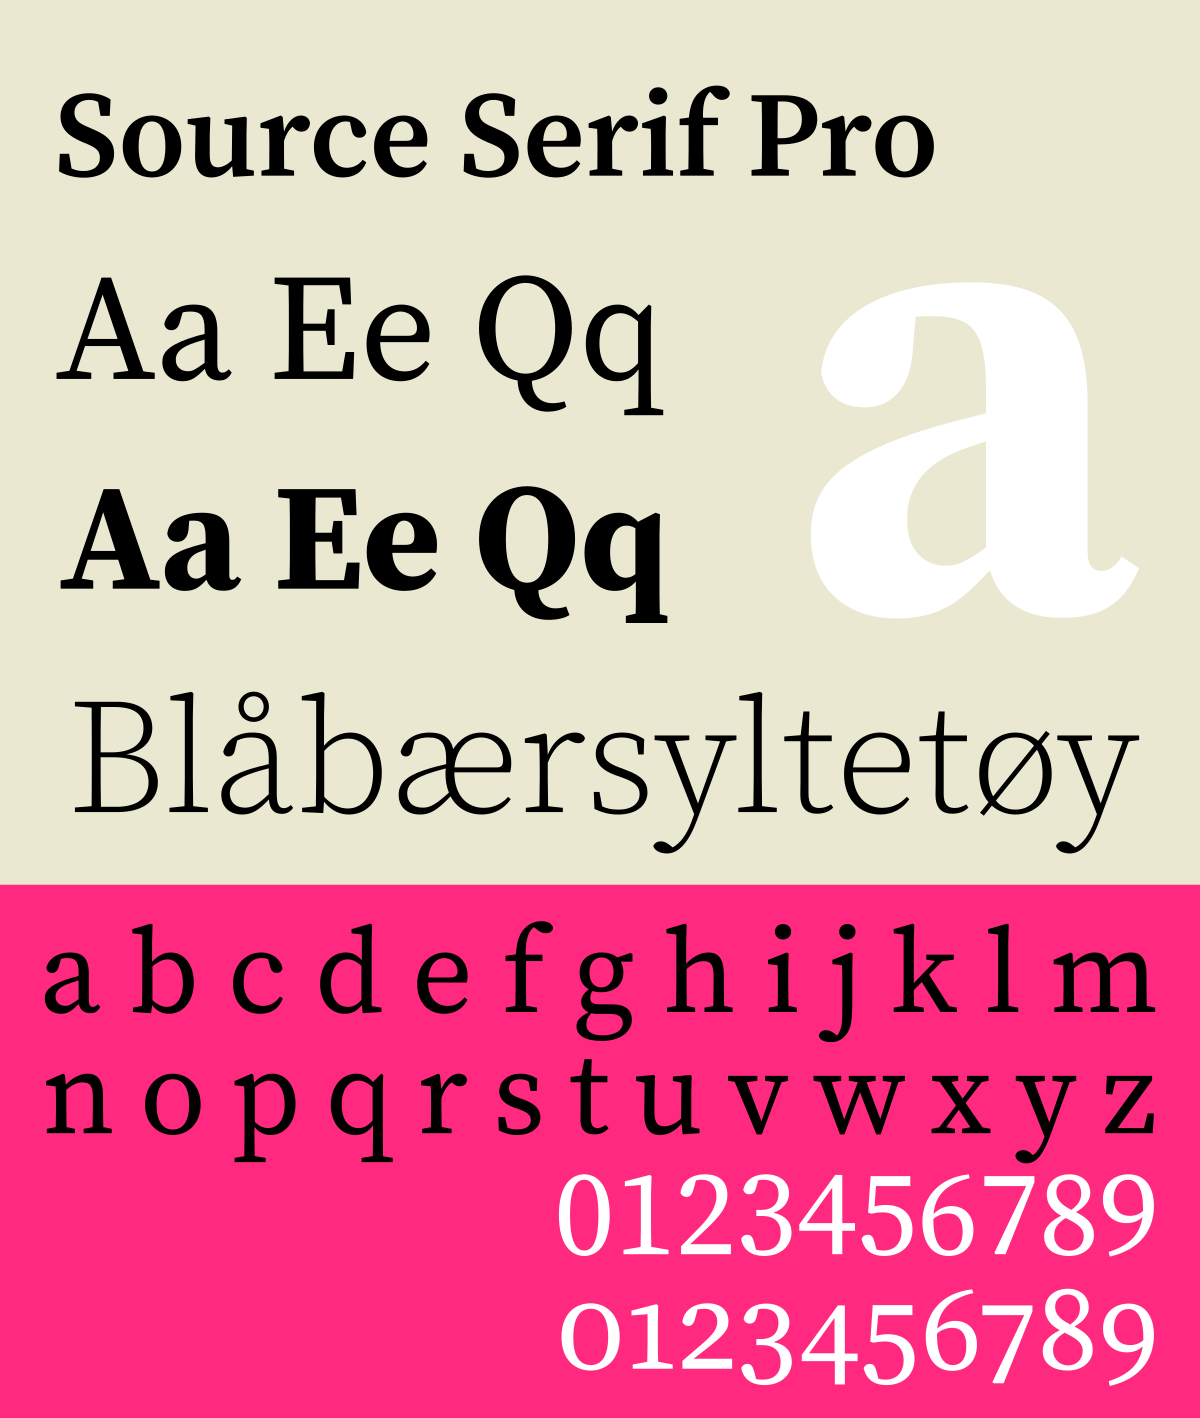 Source Serif Pro
Aa Ee Qq
a
Aa Ee Qq
Blåbærsyltetøy
a b c d e f g h i j k l m
n o p q r s t u v w x y z
0123456789
0123456789